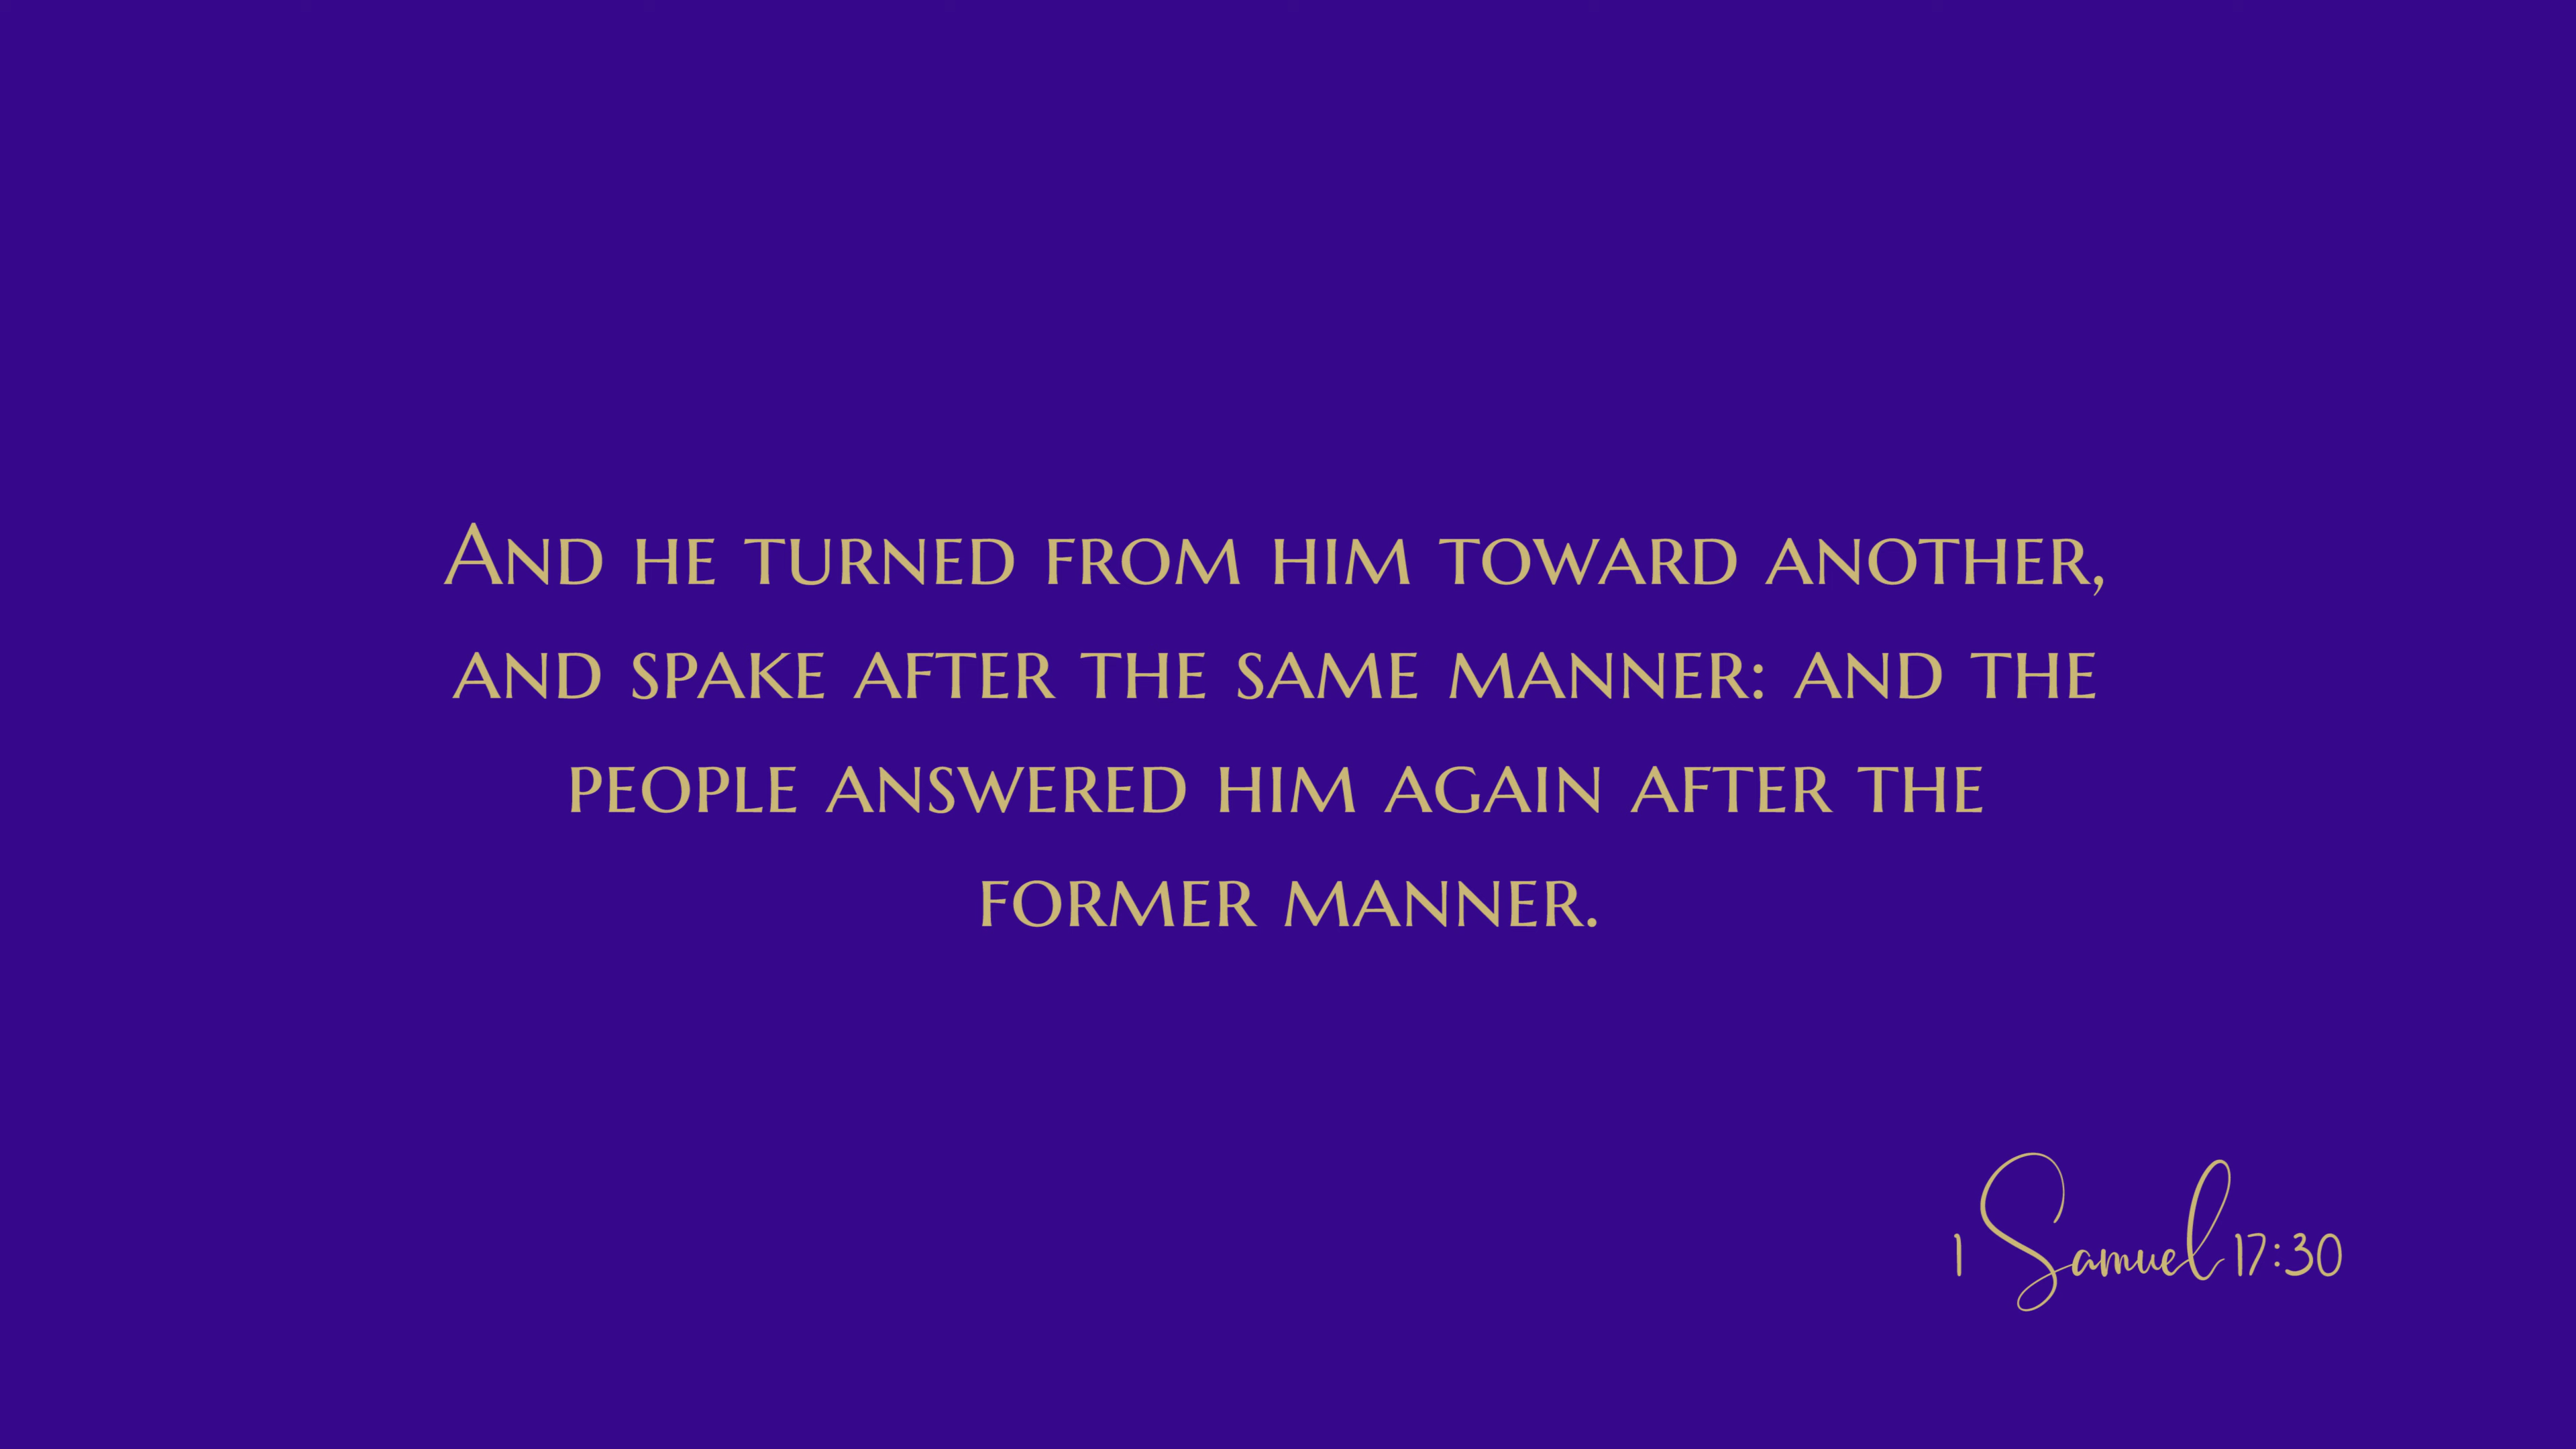 And he turned from him toward another,
and spake after the same manner: and the
people answered him again after the
former manner.
1 Samuel 17:30